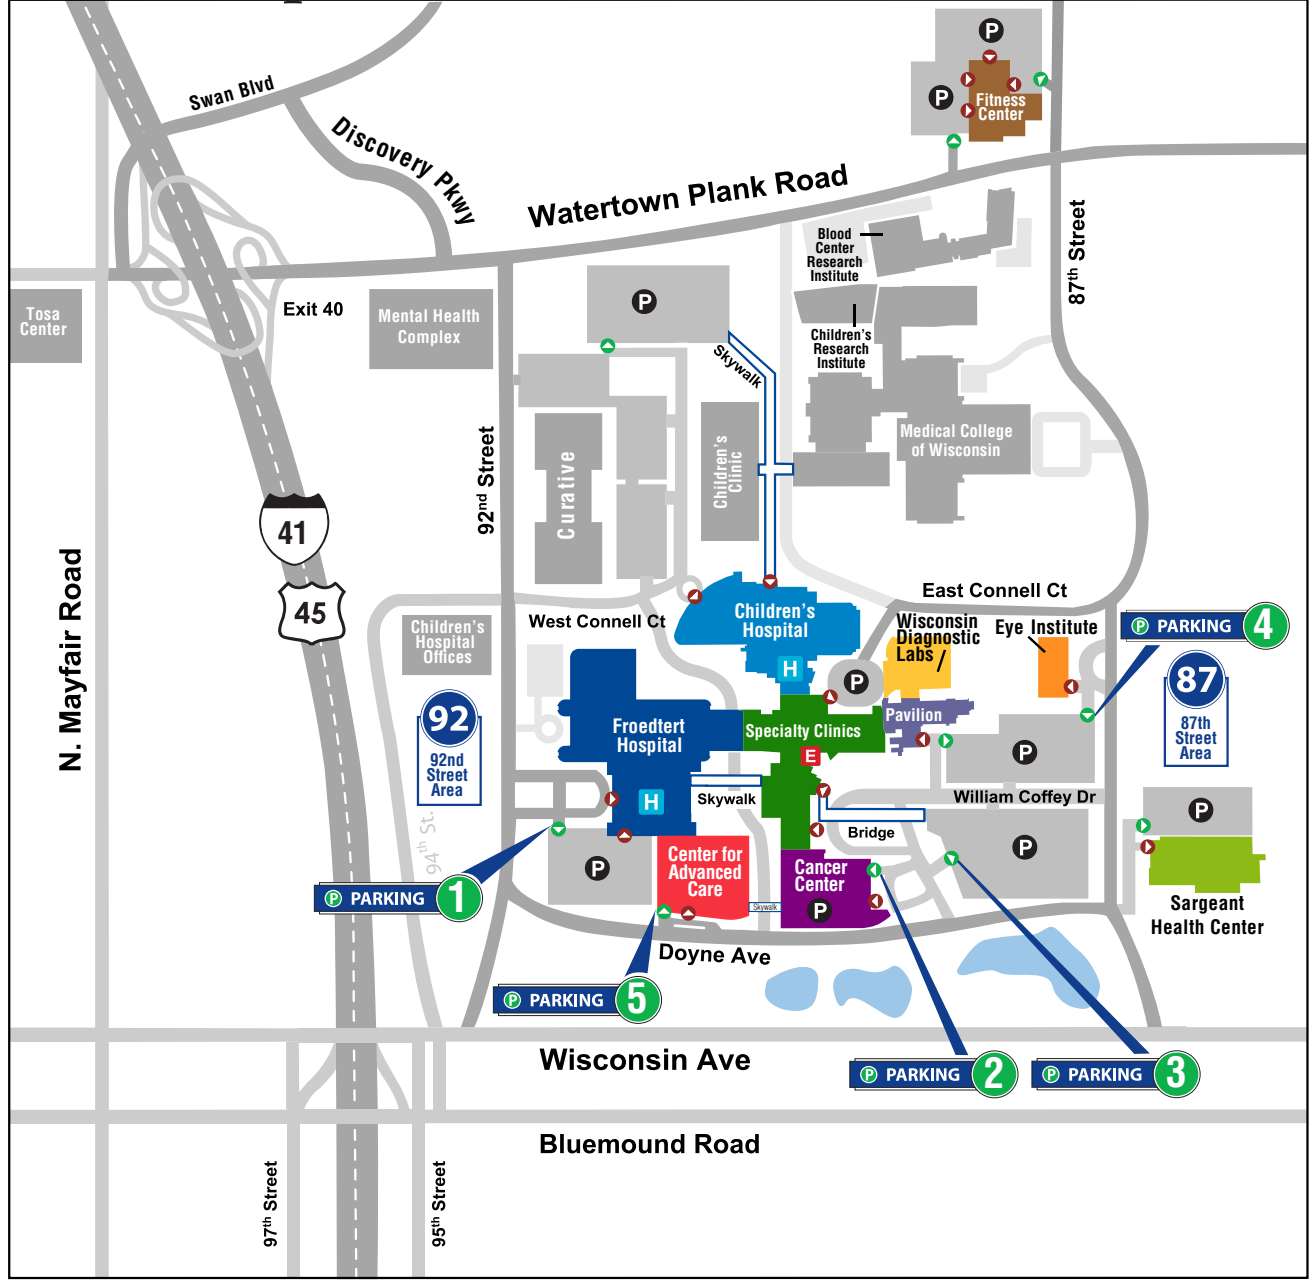 P
Swan Blvd
P
Fitness
Center
Discovery Pkwy
Watertown Plank Road
Blood
Center
Research
Institute
87th Street
Tosa
Center
Exit 40
Mental Health
Complex
P
Children's
Research
Institute
Skywalk
92nd Street
Curative
Children's
Clinic
Medical College
of Wisconsin
41
45
N. Mayfair Road
East Connell Ct
West Connell Ct
Children's
Hospital
H
Wisconsin
Diagnostic
Labs
Eye Institute
P PARKING 4
Children's
Hospital
Offices
P
87
87th
Street
Area
92
92nd
Street
Area
Froedtert
Hospital
H
Specialty Clinics
E
Pavilion
P
Skywalk
William Coffey Dr
Bridge
P
P
94th St.
P
Center for
Advanced
Care
Cancer
Center
P
Skywalk
P PARKING 1
Sargeant
Health Center
Doyne Ave
P PARKING 5
Wisconsin Ave
P PARKING 2
P PARKING 3
Bluemound Road
97th Street
95th Street